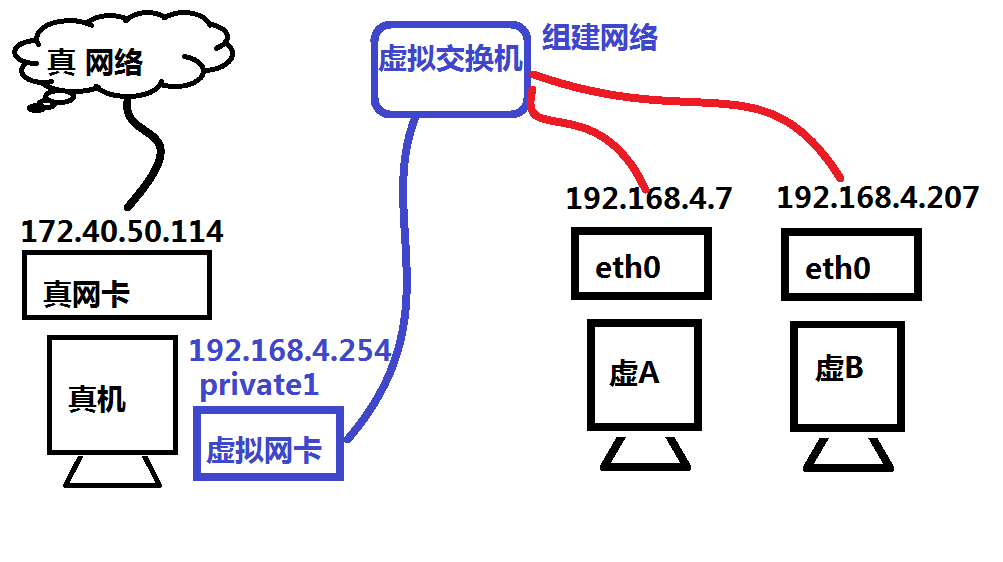 真 网络
虚拟交换机
组建网络
172.40.50.114
真网卡
真机
192.168.4.254
private1
虚拟网卡
192.168.4.7
eth0
虚A
192.168.4.207
eth0
虚B